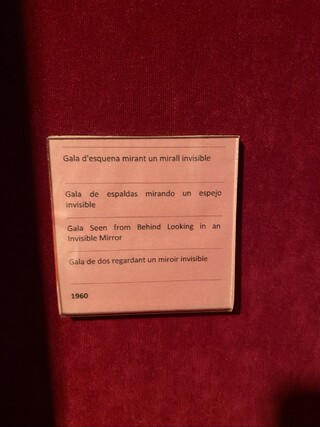 Gala d'esquena mirant un mirall invisible
Gala de espaldas mirando un espejo
invisible
Gala Seen from Behind Looking in an
Invisible Mirror
Gala de dos regardant un miroir invisible
1960